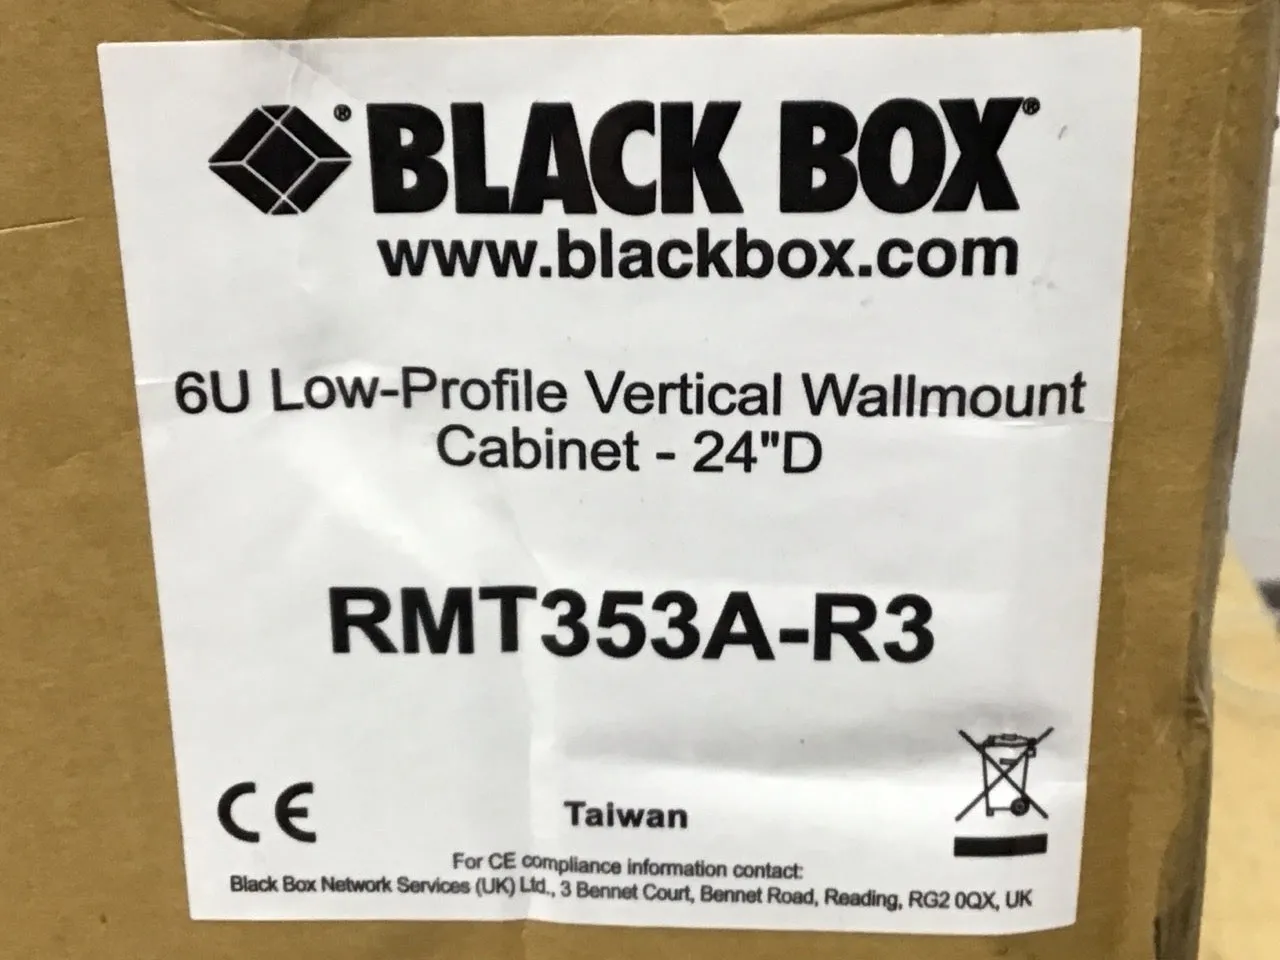 ® BLACK BOX®
www.blackbox.com
6U Low-Profile Vertical Wallmount
Cabinet - 24"D
RMT353A-R3
CE
Taiwan
For CE compliance information contact:
Black Box Network Services (UK) Ltd., 3 Bennet Court, Bennet Road, Reading, RG2 0QX, UK